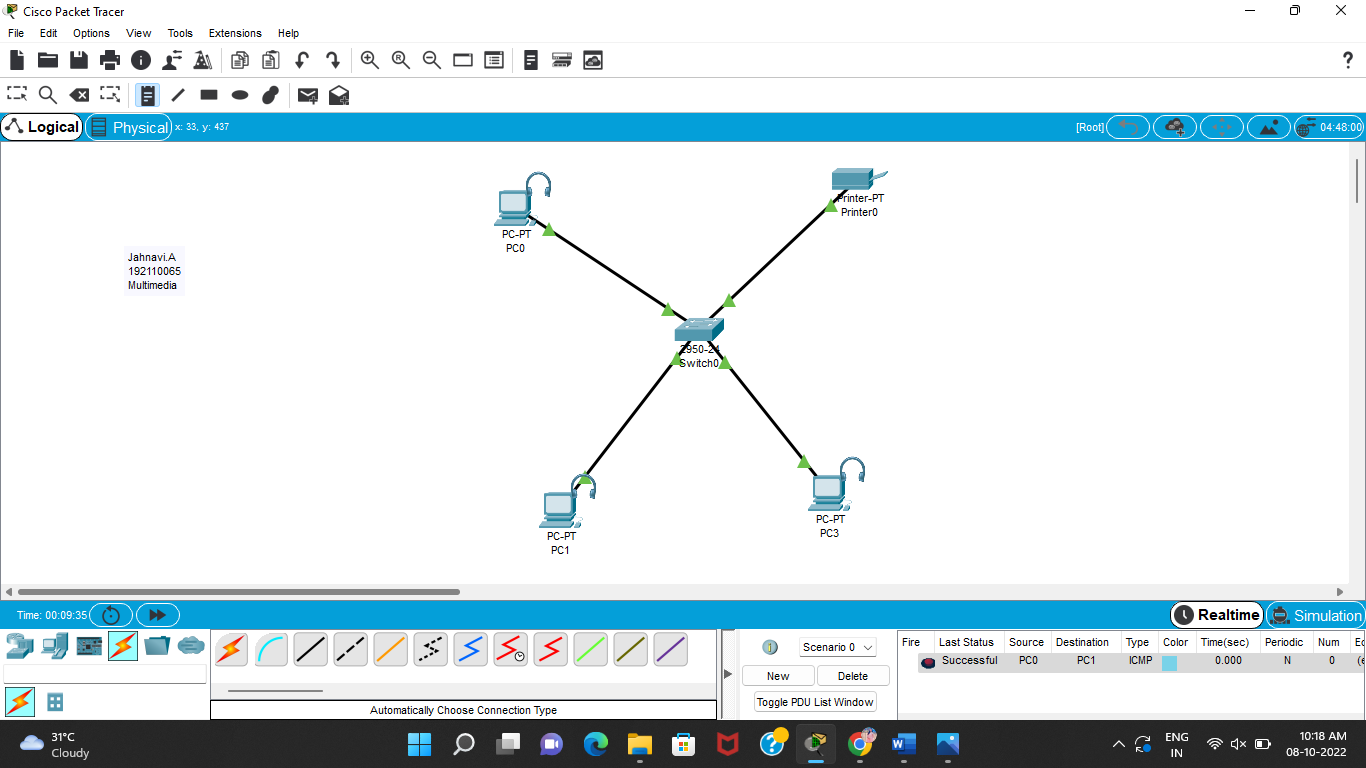 Cisco Packet Tracer
File Edit Options View Tools Extensions Help
Logical Physical x: 33, y: 437 [Root] 04:48:00
PC-PT
PC0
Printer-PT
Printer0
Jahnavi.A
192110065
Multimedia
2950-24
Switch0
PC-PT
PC1
PC-PT
PC3
Time: 00:09:35 Realtime Simulation
Scenario 0
New Delete
Toggle PDU List Window
Fire Last Status Source Destination Type Color Time(sec) Periodic Num
Successful PC0 PC1 ICMP 0.000 N 0
Automatically Choose Connection Type
31°C
Cloudy
ENG
IN
10:18 AM
08-10-2022